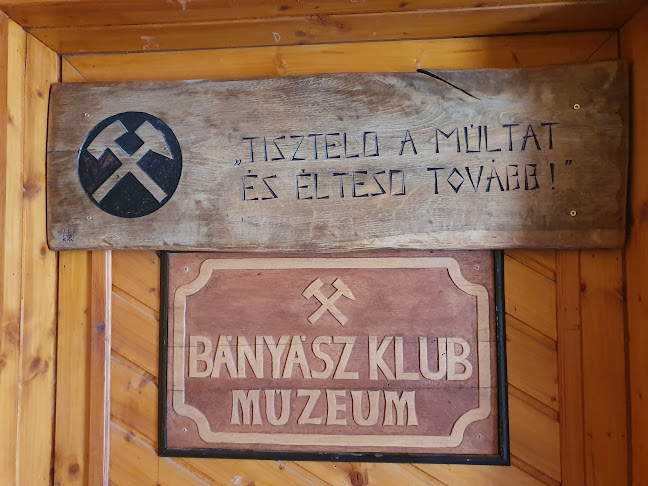 „TISZTELD A MÚLTAT
ÉS ÉLTESD TOVÁBB!”
BÁNYÁSZ KLUB
MÚZEUM